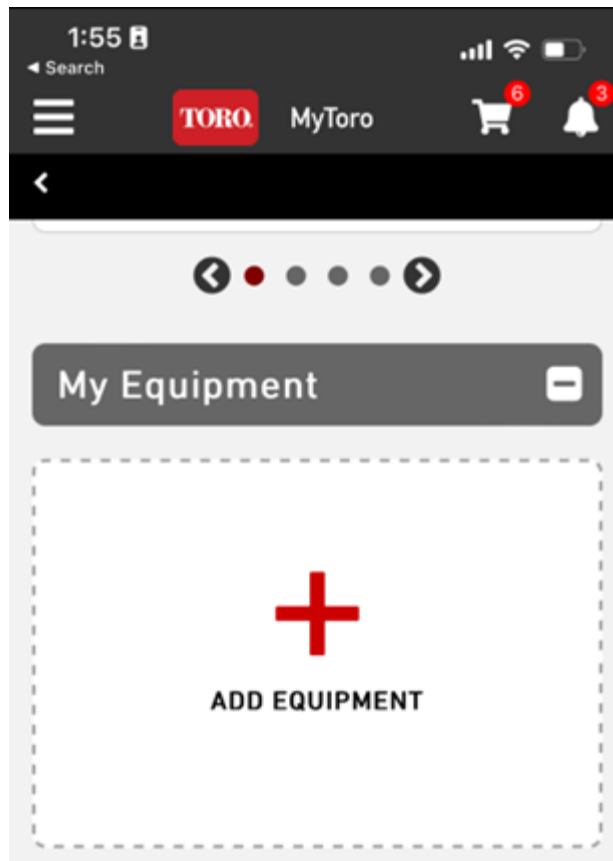 1:55
Search
TORO. MyToro 6 3
My Equipment
ADD EQUIPMENT